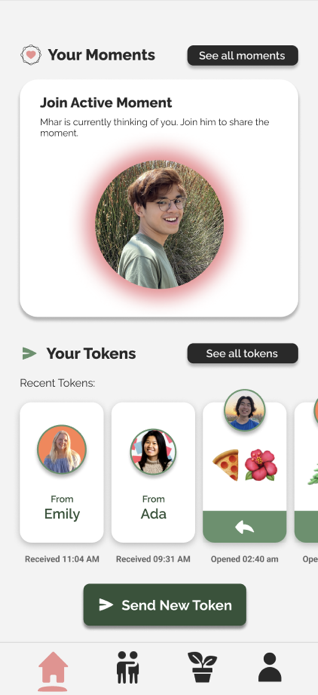 Your Moments
See all moments
Join Active Moment
Mhar is currently thinking of you. Join him to share the
moment.
Your Tokens
See all tokens
Recent Tokens:
From
Emily
From
Ada
Received 11:04 AM
Received 09:31 AM
Opened 02:40 am
Ope
Send New Token